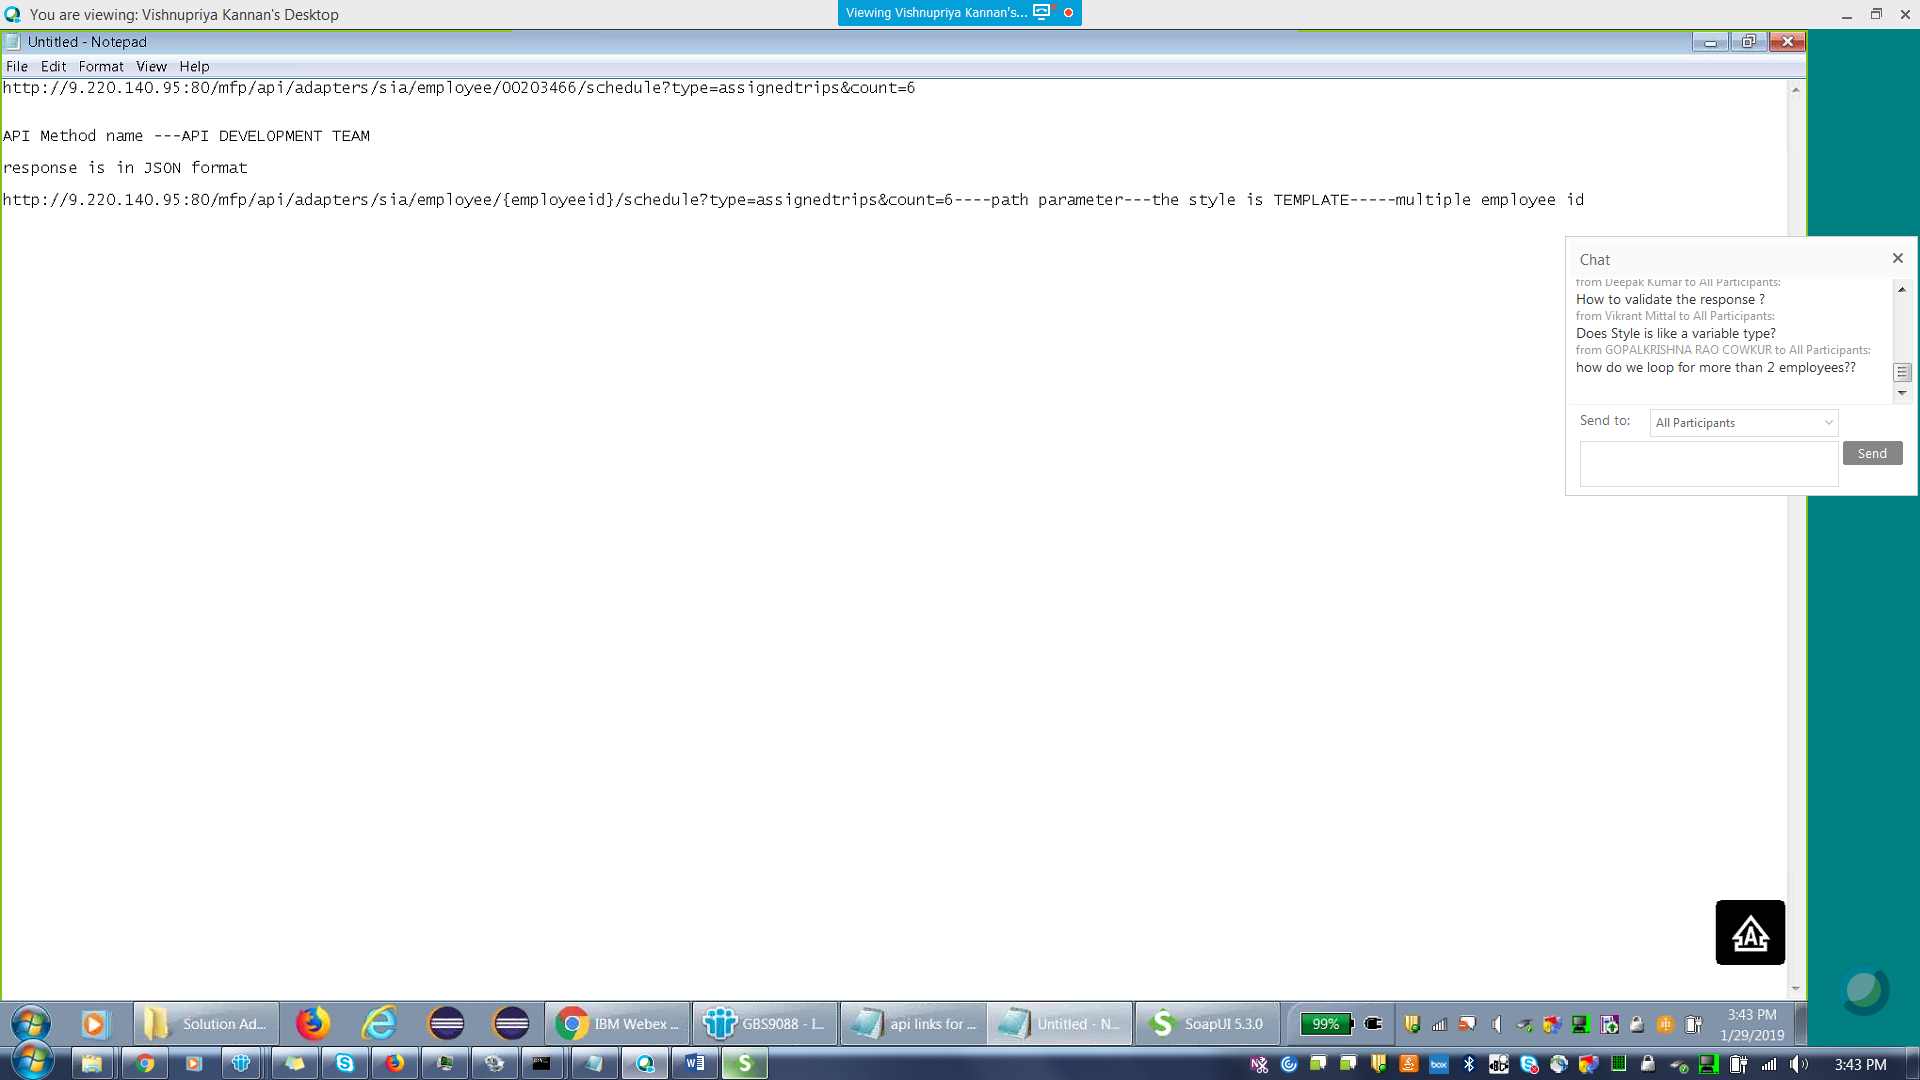 You are viewing: Vishnupriya Kannan's Desktop
Viewing Vishnupriya Kannan's...
Untitled - Notepad
File Edit Format View Help
http://9.220.140.95:80/mfp/api/adapters/sia/employee/00203466/schedule?type=assignedtrips&count=6
API Method name ---API DEVELOPMENT TEAM
response is in JSON format
http://9.220.140.95:80/mfp/api/adapters/sia/employee/{employeeid}/schedule?type=assignedtrips&count=6----path parameter---the style is TEMPLATE-----multiple employee id
Chat
from Deepak Kumar to All Participants:
How to validate the response ?
from Vikrant Mittal to All Participants:
Does Style is like a variable type?
from GOPALKRISHNA RAO COWKUR to All Participants:
how do we loop for more than 2 employees??
Send to: All Participants
Send
A
Solution Ad...
IBM Webex ...
GBS9088 - I...
api links for ...
Untitled - N...
SoapUI 5.3.0
99%
3:43 PM
1/29/2019
3:43 PM